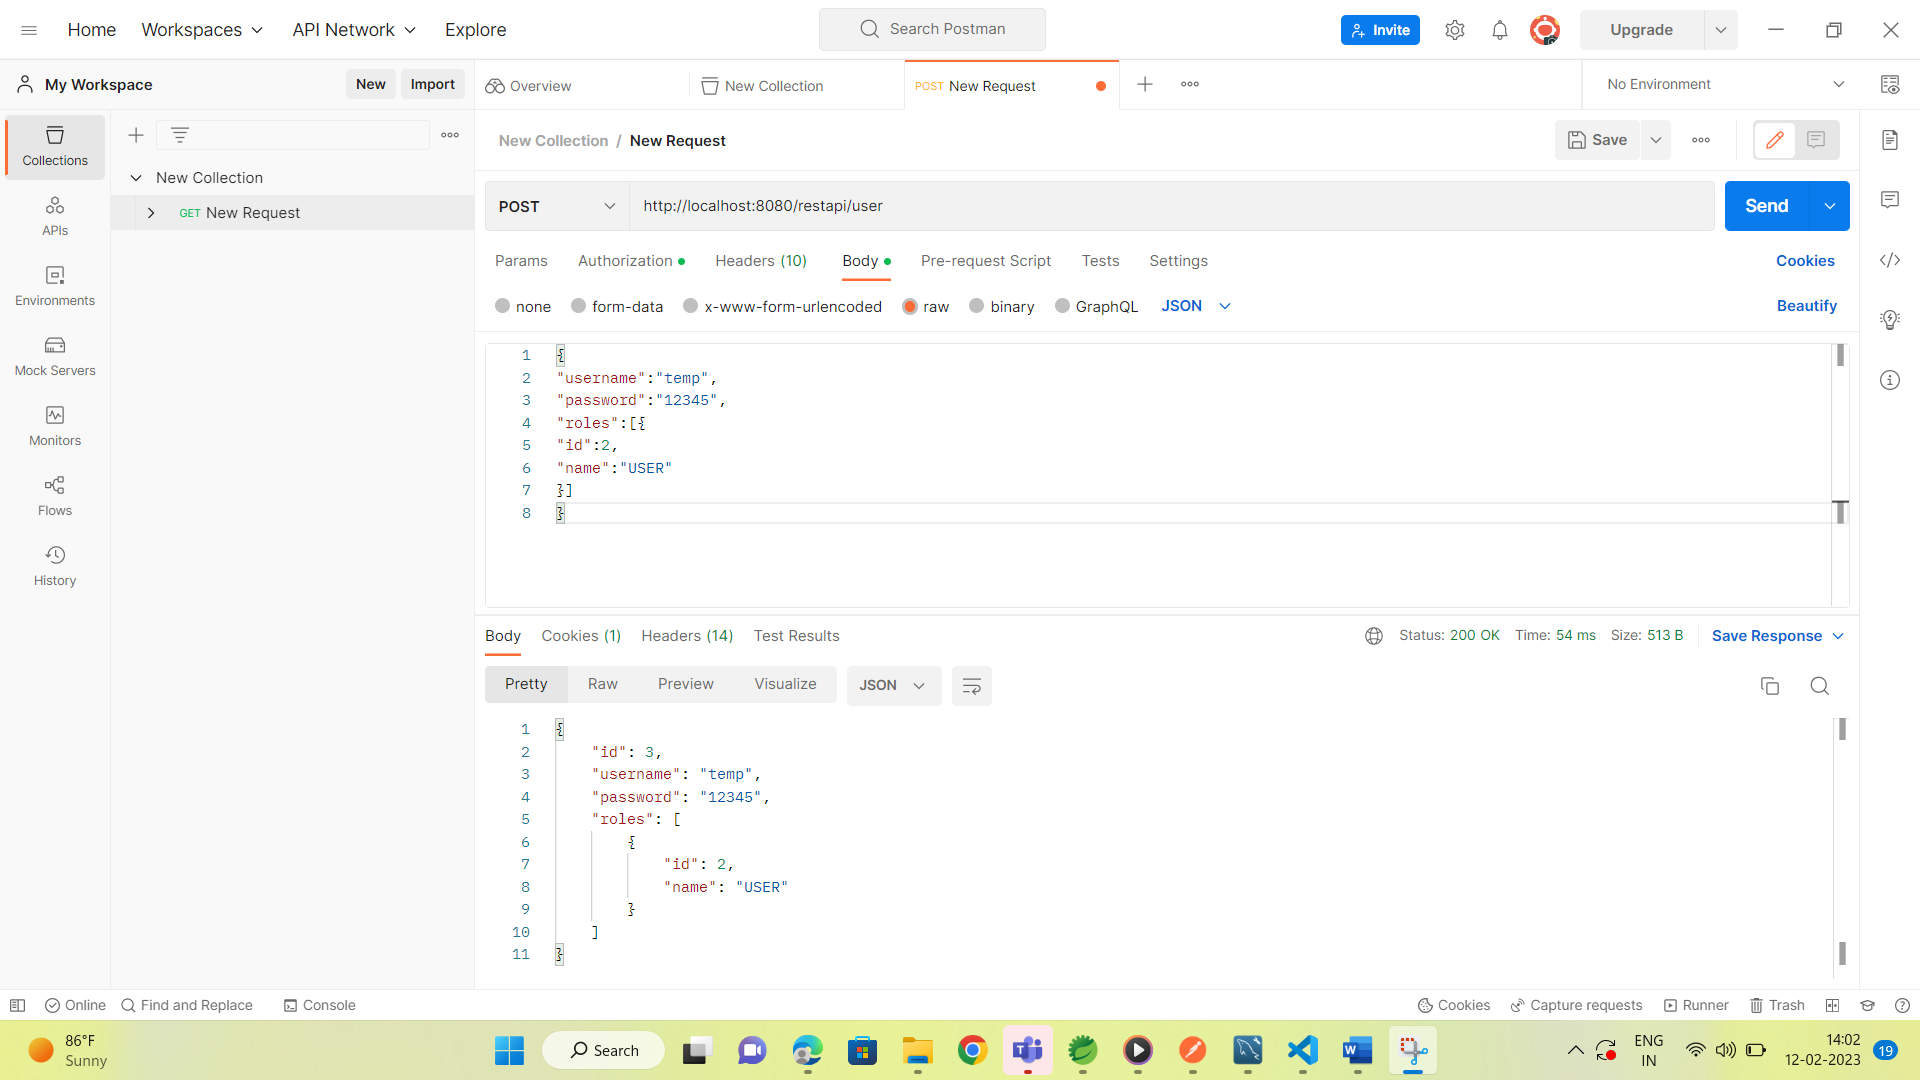 Home Workspaces API Network Explore Search Postman Invite Upgrade
My Workspace New Import Overview New Collection POST New Request No Environment
Collections
APIs
Environments
Mock Servers
Monitors
Flows
History
New Collection
GET New Request
New Collection / New Request Save
POST http://localhost:8080/restapi/user Send
Params Authorization Headers (10) Body Pre-request Script Tests Settings Cookies
none form-data x-www-form-urlencoded raw binary GraphQL JSON Beautify
1 {
2 "username":"temp",
3 "password":"12345",
4 "roles":[{
5 "id":2,
6 "name":"USER"
7 }]
8 }
Body Cookies (1) Headers (14) Test Results Status: 200 OK Time: 54 ms Size: 513 B Save Response
Pretty Raw Preview Visualize JSON
1 {
2 "id": 3,
3 "username": "temp",
4 "password": "12345",
5 "roles": [
6 {
7 "id": 2,
8 "name": "USER"
9 }
10 ]
11 }
Online Find and Replace Console Cookies Capture requests Runner Trash
86°F
Sunny
Search
ENG
IN
14:02
12-02-2023
19